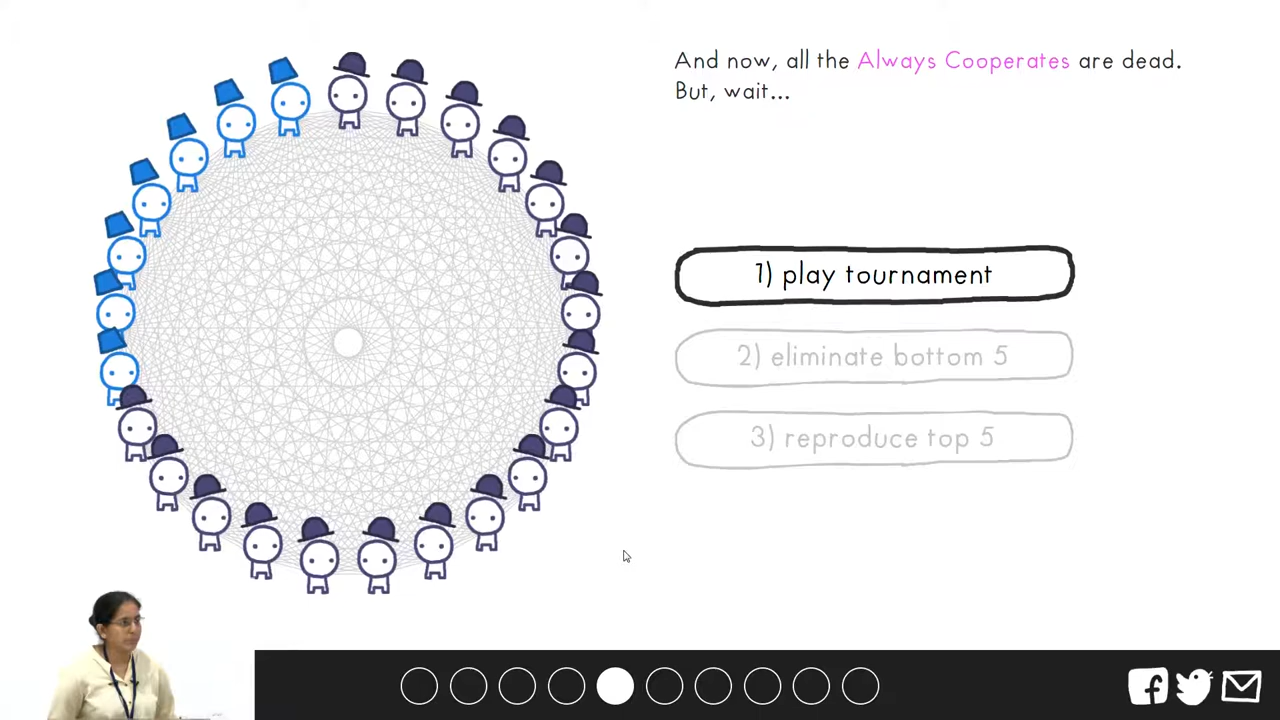 And now, all the Always Cooperates are dead.
But, wait...
1) play tournament
2) eliminate bottom 5
3) reproduce top 5